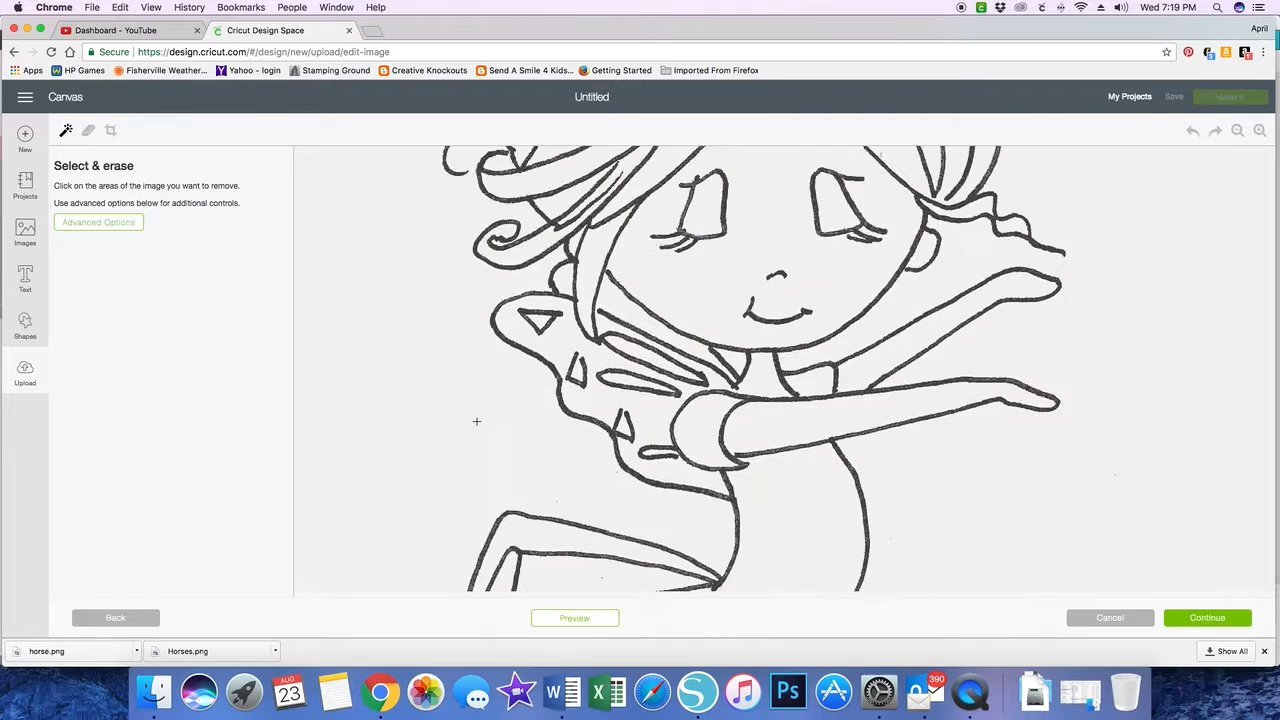 Chrome File Edit View History Bookmarks People Window Help Wed 7:19 PM
Dashboard - YouTube Cricut Design Space April
Secure https://design.cricut.com/#/design/new/upload/edit-image
Apps HP Games Fisherville Weather... Yahoo - login Stamping Ground Creative Knockouts Send A Smile 4 Kids... Getting Started Imported From Firefox
Canvas Untitled My Projects Save
New
Projects
Images
Text
Shapes
Upload
Select & erase
Click on the areas of the image you want to remove.
Use advanced options below for additional controls.
Advanced Options
Back Preview Cancel Continue
horse.png Horses.png Show All
AUG
23
W X S Ps 390